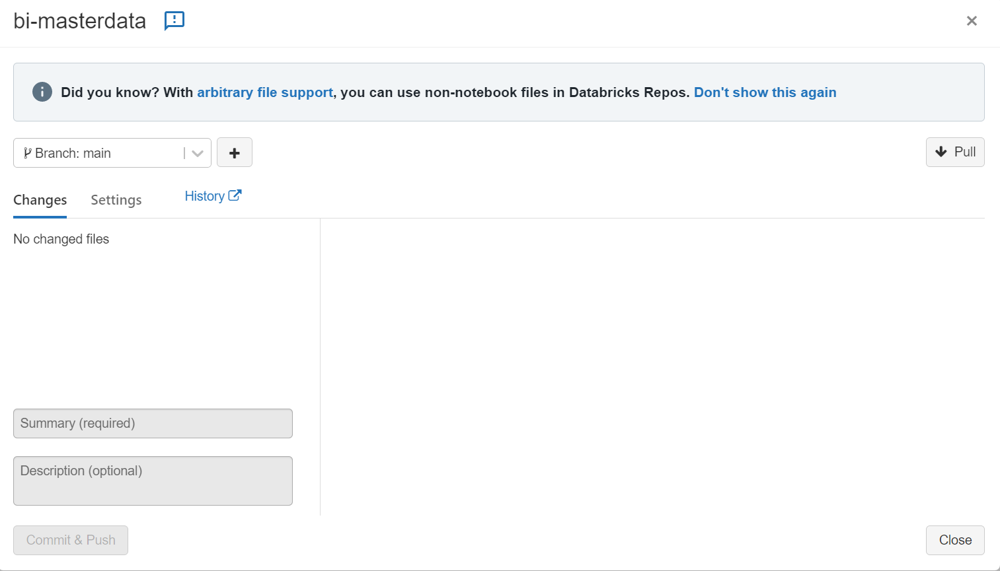 bi-masterdata
Did you know? With arbitrary file support, you can use non-notebook files in Databricks Repos. Don't show this again
Branch: main
Pull
Changes Settings History
No changed files
Summary (required)
Description (optional)
Commit & Push Close